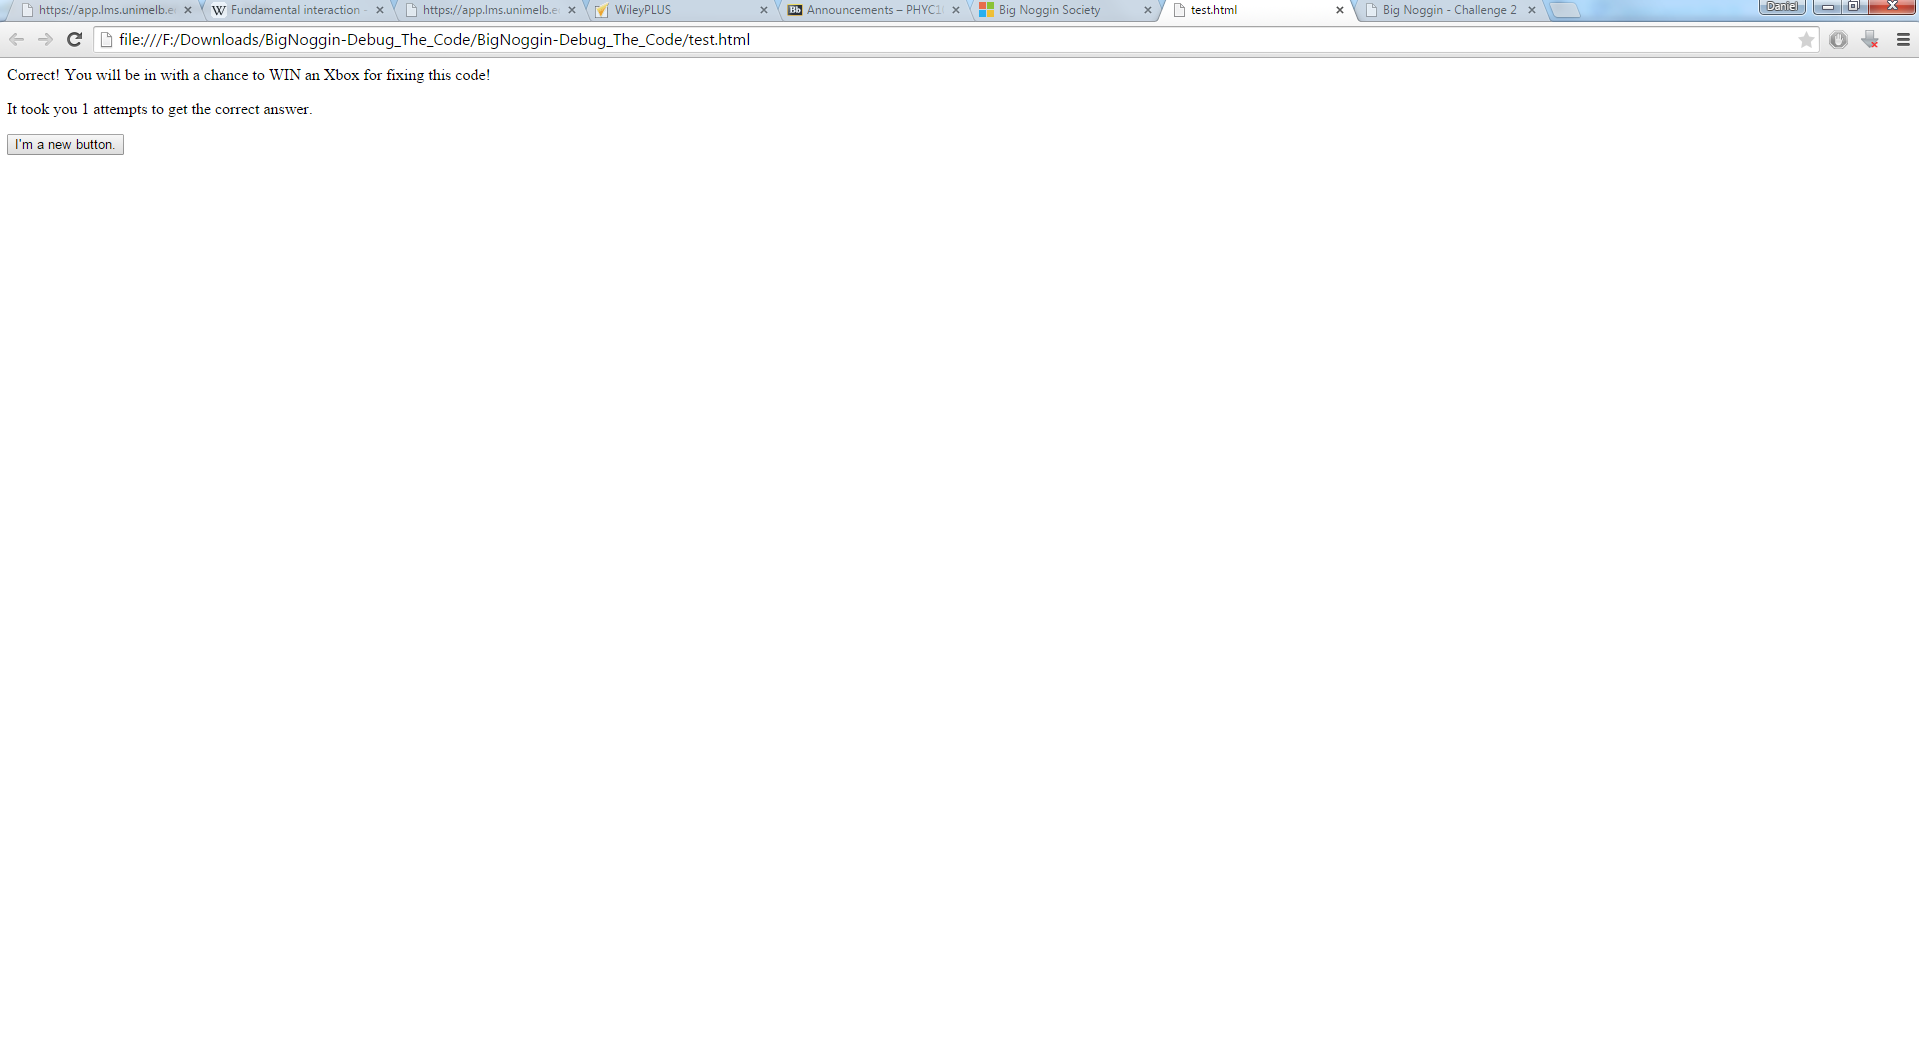 https://app.lms.unimelb.e
Fundamental interaction -
https://app.lms.unimelb.e
WileyPLUS
Bb Announcements – PHYC1
Big Noggin Society
test.html
Big Noggin - Challenge 2
Daniel
file:///F:/Downloads/BigNoggin-Debug_The_Code/BigNoggin-Debug_The_Code/test.html
Correct! You will be in with a chance to WIN an Xbox for fixing this code!
It took you 1 attempts to get the correct answer.
I'm a new button.